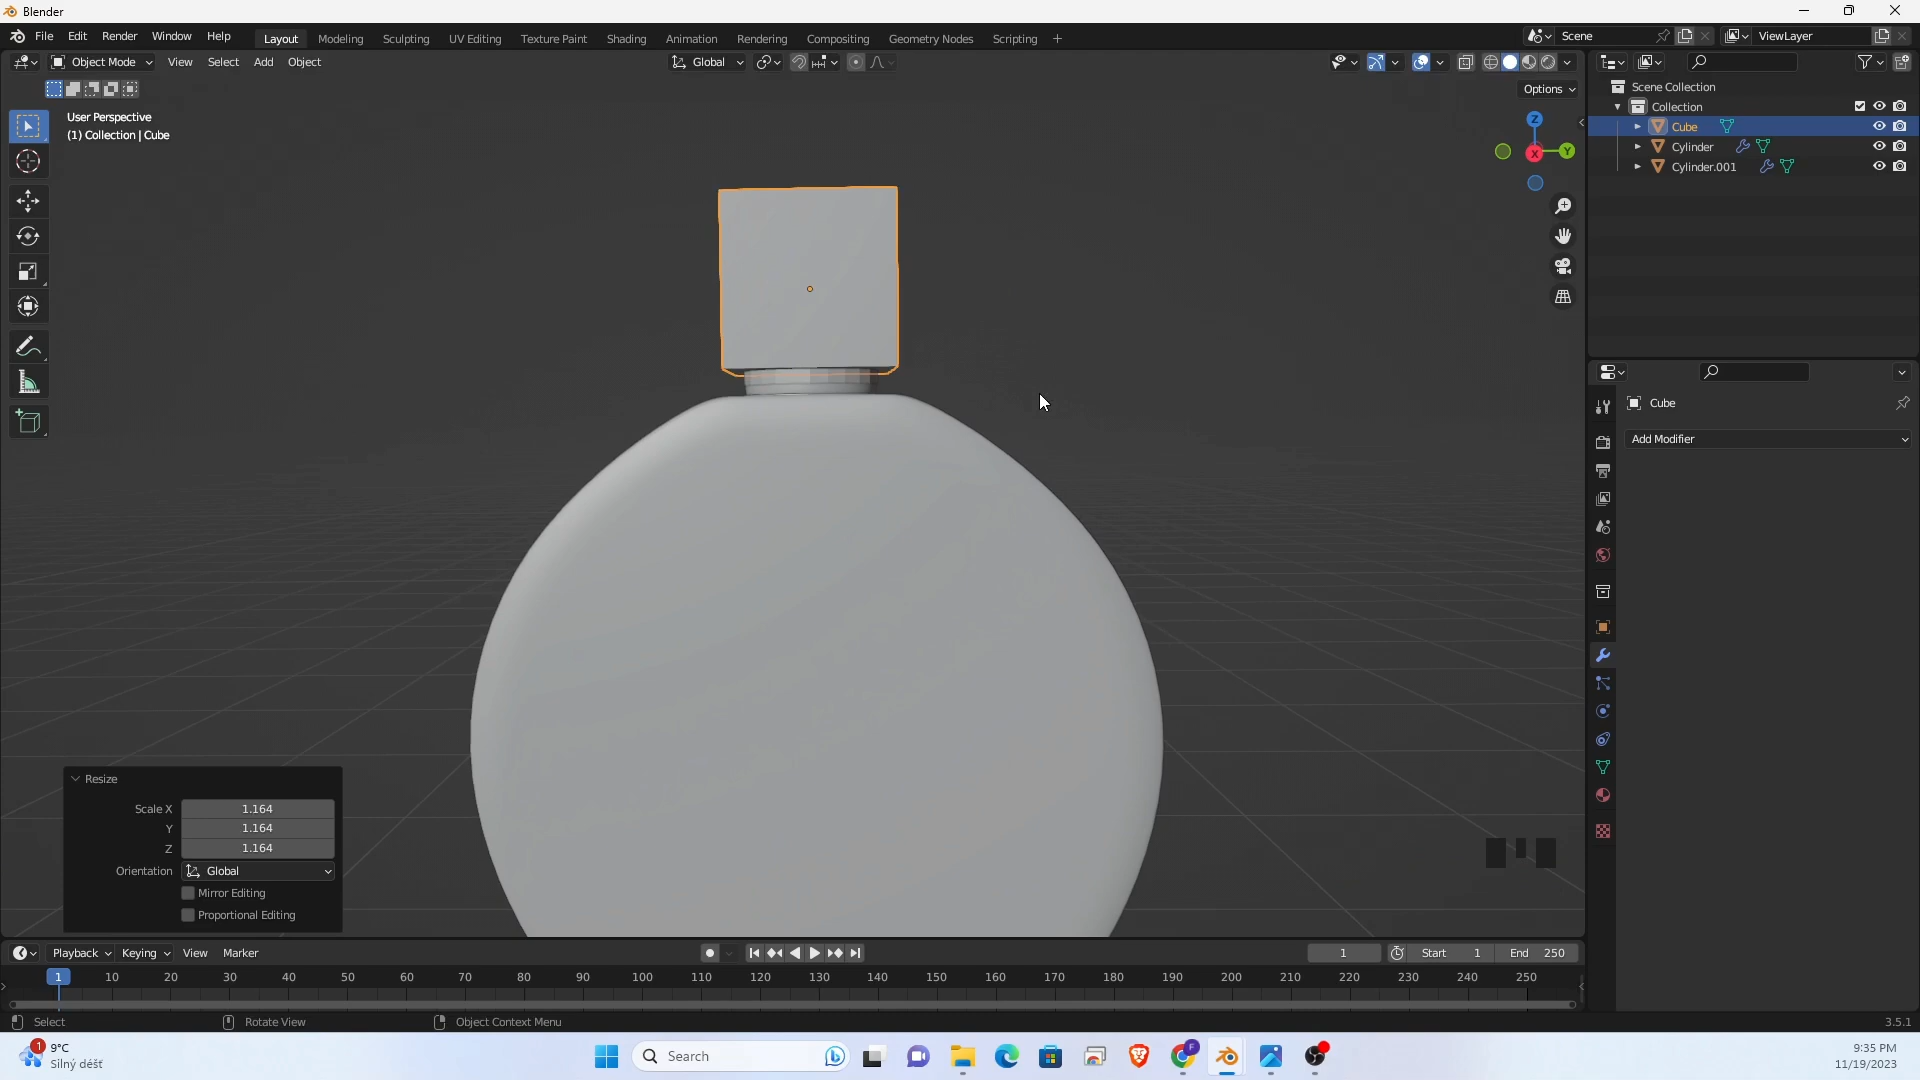 Blender
File Edit Render Window Help
Layout Modeling Sculpting UV Editing Texture Paint Shading Animation Rendering Compositing Geometry Nodes Scripting
Scene
ViewLayer
Object Mode View Select Add Object
Global
Options
User Perspective
(1) Collection | Cube
Z
Y
X
Scene Collection
Collection
Cube
Cylinder
Cylinder.001
Cube
Add Modifier
Resize
Scale X 1.164
Y 1.164
Z 1.164
Orientation Global
Mirror Editing
Proportional Editing
Playback Keying View Marker
1 Start 1 End 250
1 10 20 30 40 50 60 70 80 90 100 110 120 130 140 150 160 170 180 190 200 210 220 230 240 250
Select Rotate View Object Context Menu
3.5.1
1 9°C
Silný déšť
Search
F
9:35 PM
11/19/2023